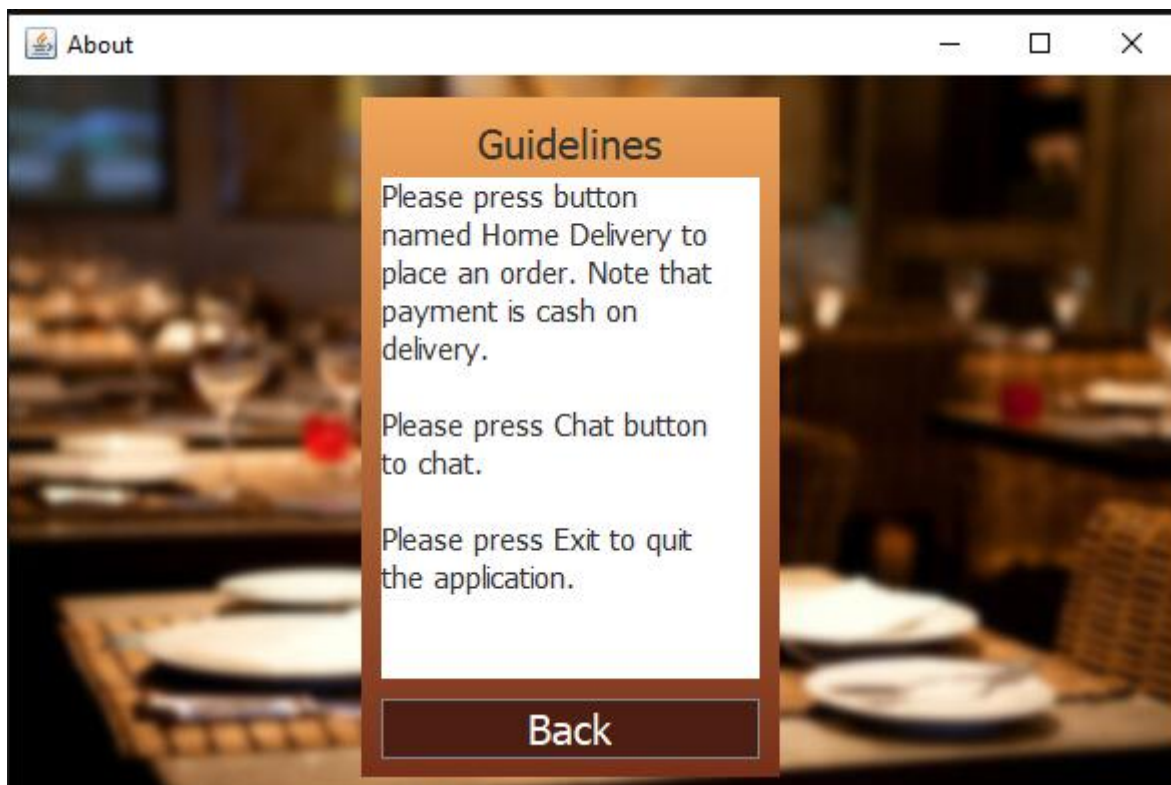 About
Guidelines
Please press button
named Home Delivery to
place an order. Note that
payment is cash on
delivery.
Please press Chat button
to chat.
Please press Exit to quit
the application.
Back